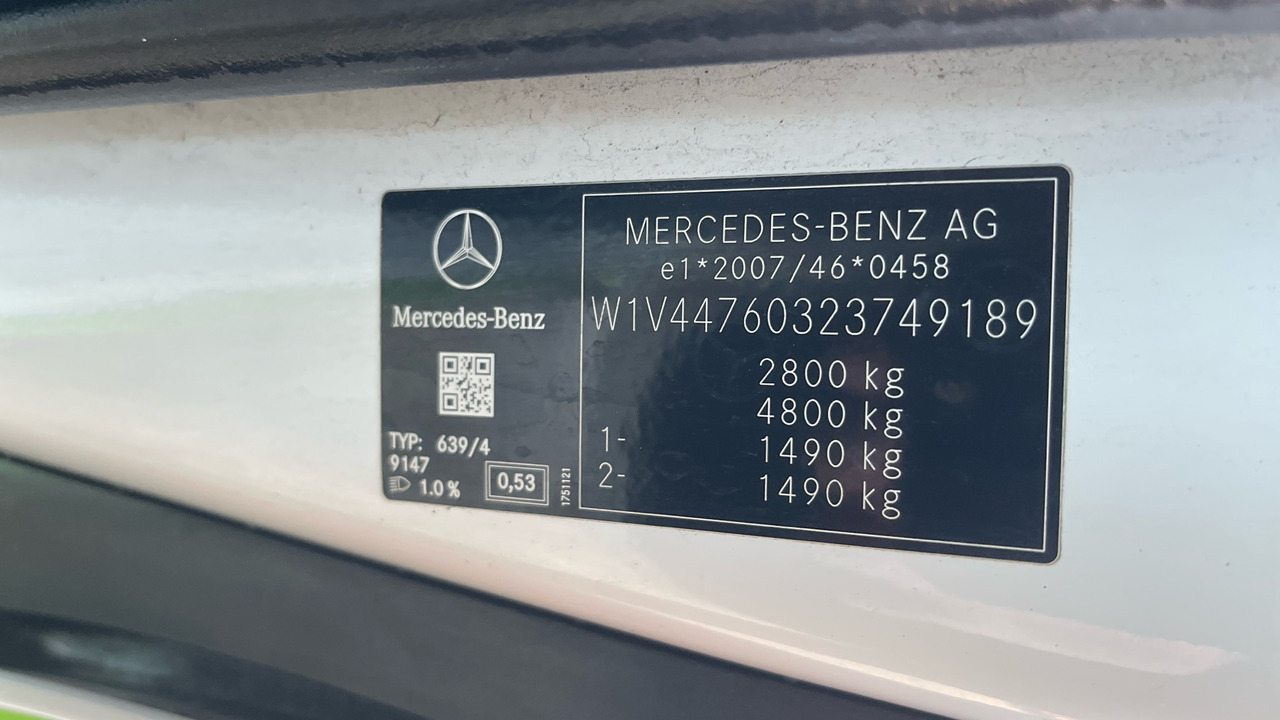 Mercedes-Benz
TYP: 639/4
9147
1.0 %
0,53
1751121
MERCEDES-BENZ AG
e1*2007/46*0458
W1V44760323749189
2800 kg
4800 kg
1- 1490 kg
2- 1490 kg